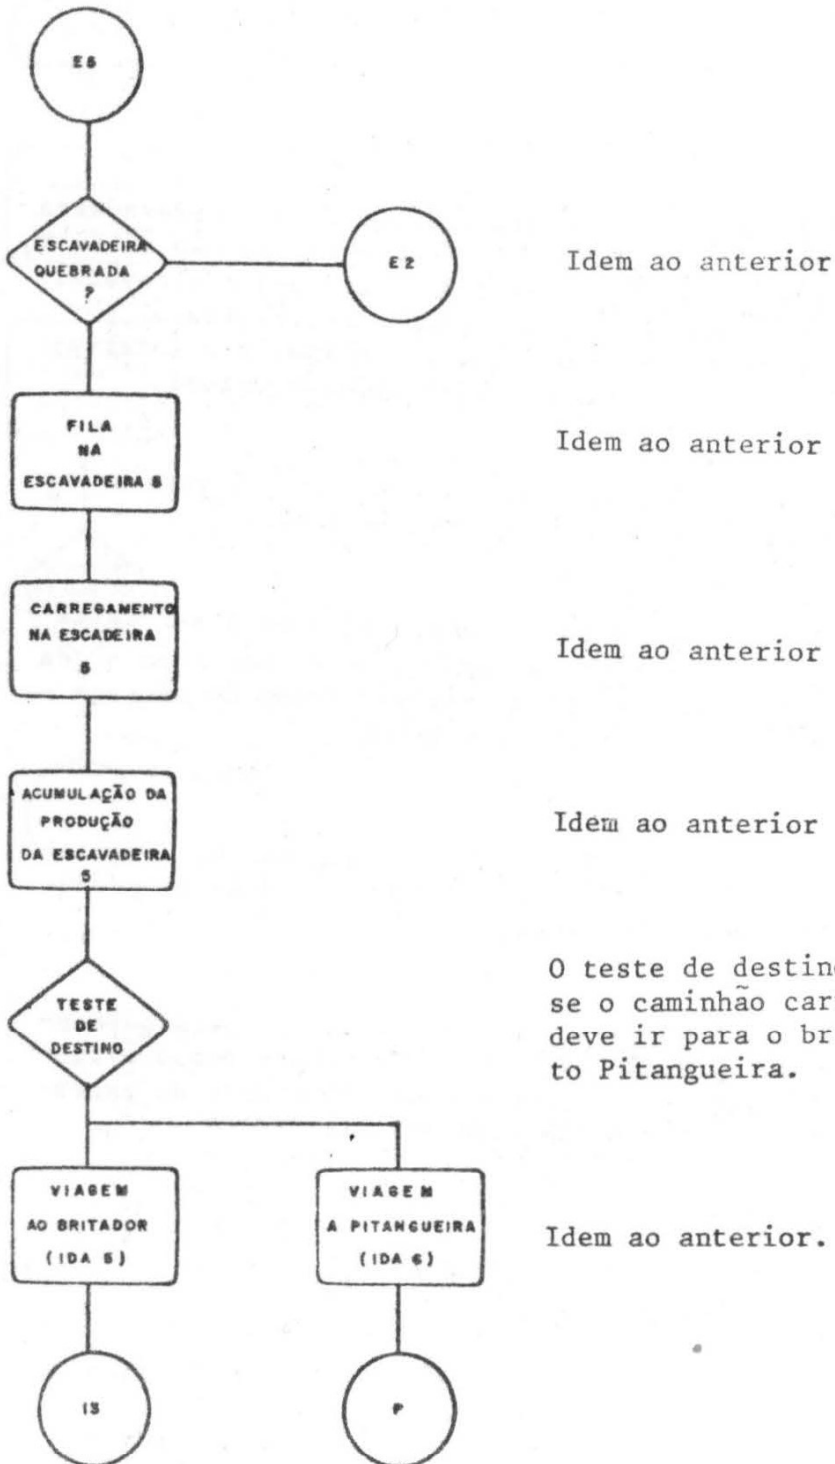 E5
ESCAVADEIRA
QUEBRADA
?
E2
Idem ao anterior
FILA
NA
ESCAVADEIRA 5
Idem ao anterior
CARREGAMENTO
NA ESCADEIRA
5
Idem ao anterior
ACUMULAÇÃO DA
PRODUÇÃO
DA ESCAVADEIRA
5
Idem ao anterior
TESTE
DE
DESTINO
O teste de destino
se o caminhão car
deve ir para o br
to Pitangueira.
VIAGEM
AO BRITADOR
(IDA 5)
VIAGEM
A PITANGUEIRA
(IDA 6)
Idem ao anterior.
P